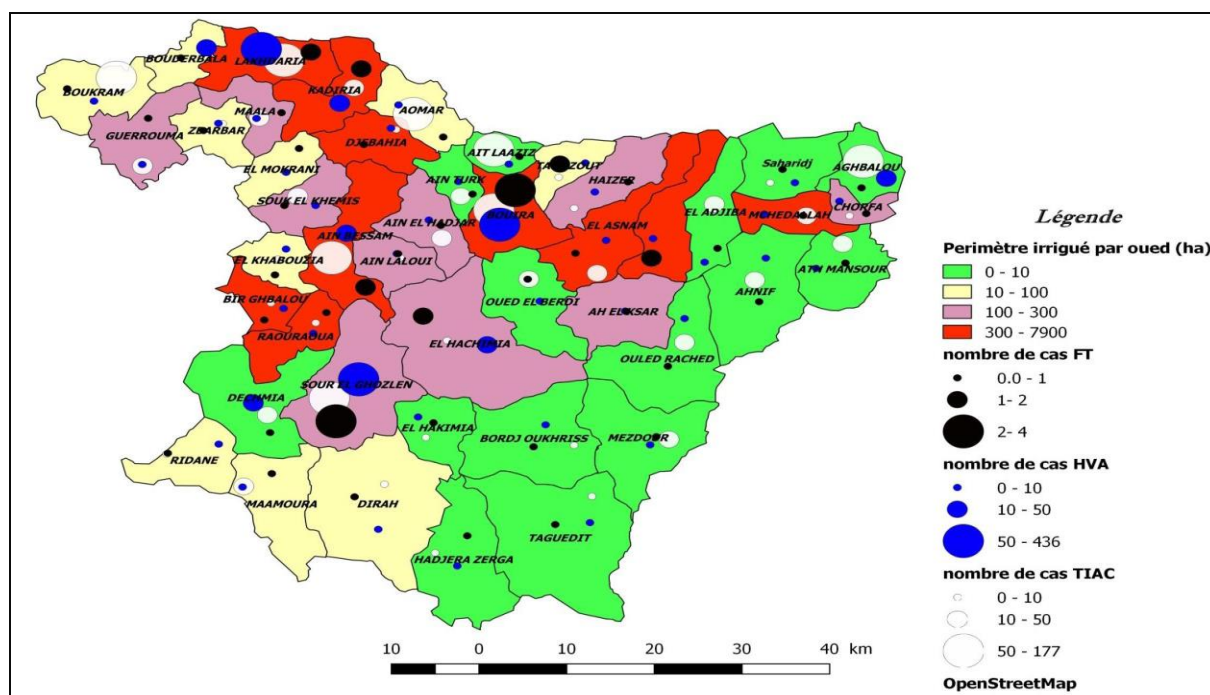 BOUDERBALA
LAKHDARIA
BOUKRAM
KADIRIA
AOMAR
MAALA
GUERROUMA
ZBARBAR
DJEBAHIA
AIT LAAZIZ
TAGHZOUT
Saharidj
AGHBALOU
EL MOKRANI
AIN TURK
HAIZER
SOUK EL KHEMIS
BOUIRA
EL ADJIBA
MCHEDALLAH
CHORFA
AIN EL HADJAR
EL ASNAM
AIN BESSAM
EL KHABOUZIA
AIN LALOUI
ATH MANSOUR
AHNIF
BIR GHBALOU
OUED EL BERDI
AH EL KSAR
RAOURAOUA
EL HACHIMIA
OULED RACHED
SOUR EL GHOZLEN
DECHMIA
EL HAKIMIA
BORDJ OUKHRISS
MEZDOUR
RIDANE
MAAMOURA
DIRAH
TAGUEDIT
HADJERA ZERGA
10 0 10 20 30 40 km
Légende
Perimètre irrigué par oued (ha)
0 - 10
10 - 100
100 - 300
300 - 7900
nombre de cas FT
0.0 - 1
1 - 2
2- 4
nombre de cas HVA
0 - 10
10 - 50
50 - 436
nombre de cas TIAC
0 - 10
10 - 50
50 - 177
OpenStreetMap